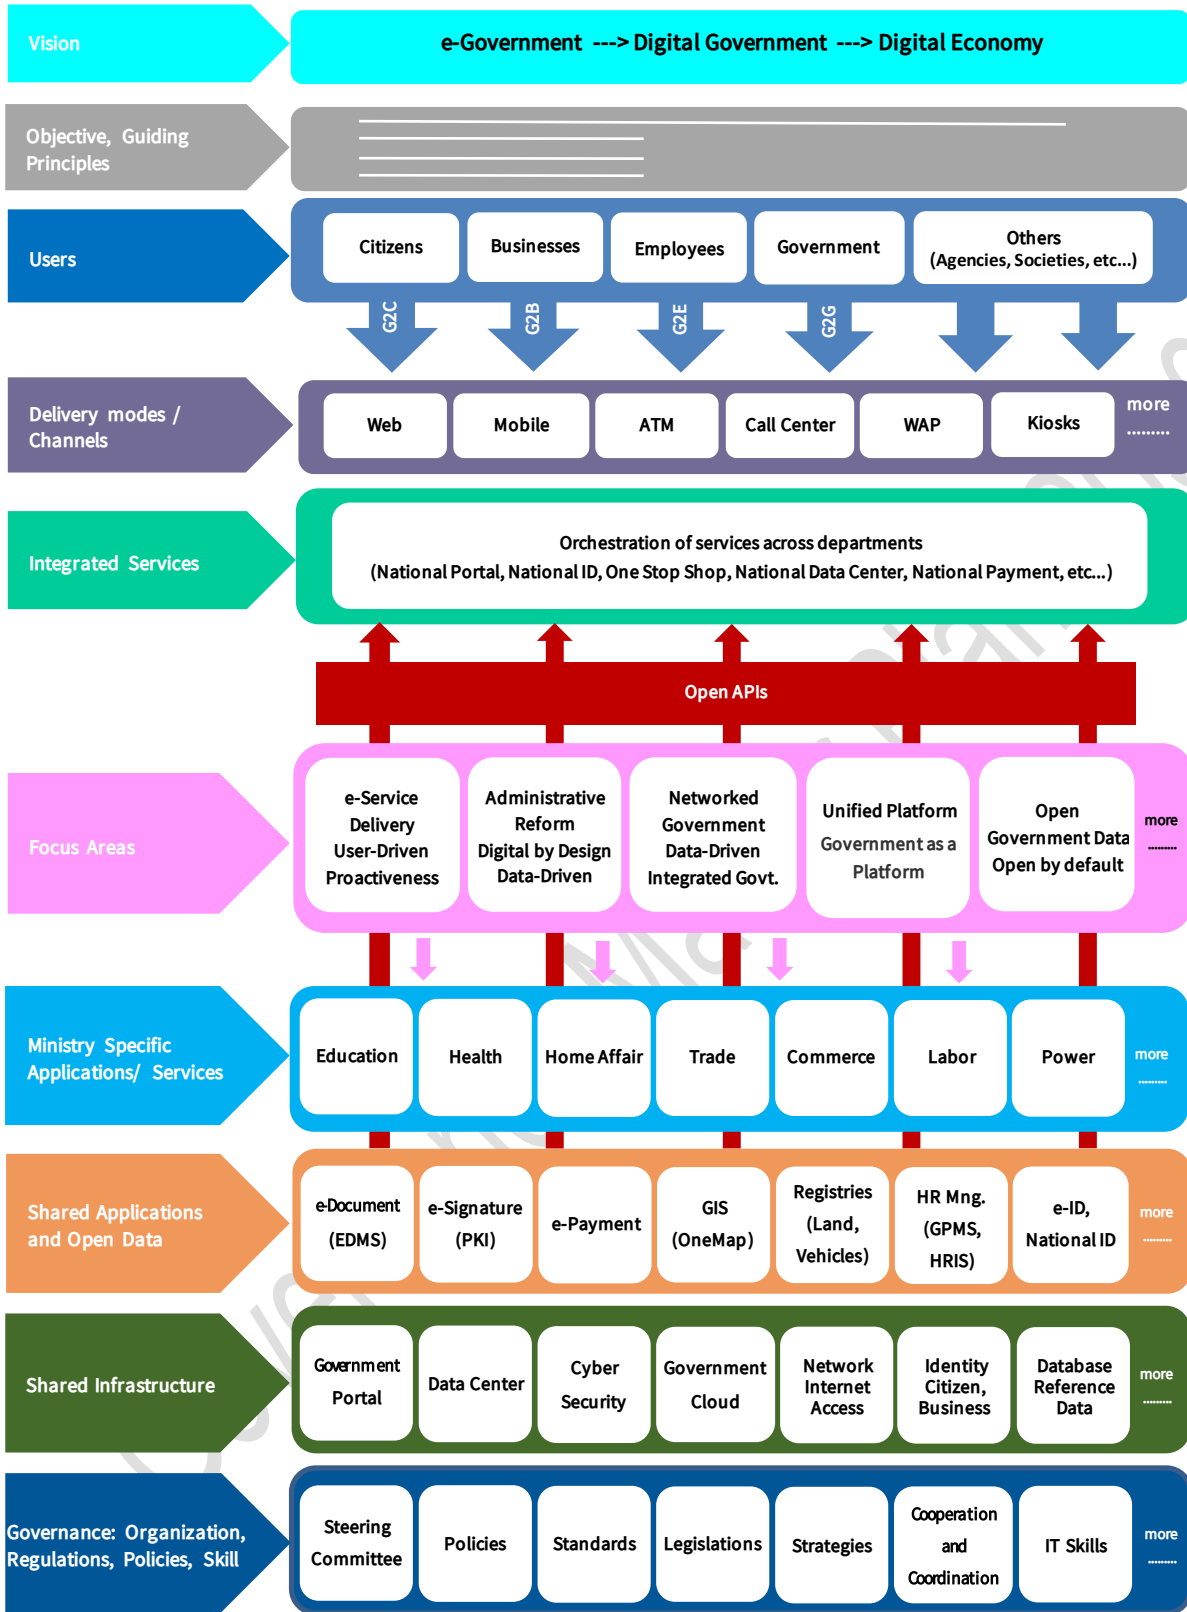 Vision
e-Government ---> Digital Government ---> Digital Economy
Objective, Guiding
Principles
Users
Citizens
Businesses
Employees
Government
Others
(Agencies, Societies, etc...)
G2C
G2B
G2E
G2G
Delivery modes /
Channels
Web
Mobile
ATM
Call Center
WAP
Kiosks
more
.........
Integrated Services
Orchestration of services across departments
(National Portal, National ID, One Stop Shop, National Data Center, National Payment, etc...)
Open APIs
Focus Areas
e-Service
Delivery
User-Driven
Proactiveness
Administrative
Reform
Digital by Design
Data-Driven
Networked
Government
Data-Driven
Integrated Govt.
Unified Platform
Government as a
Platform
Open
Government Data
Open by default
more
.........
Ministry Specific
Applications/ Services
Education
Health
Home Affair
Trade
Commerce
Labor
Power
more
.........
Shared Applications
and Open Data
e-Document
(EDMS)
e-Signature
(PKI)
e-Payment
GIS
(OneMap)
Registries
(Land,
Vehicles)
HR Mng.
(GPMS,
HRIS)
e-ID,
National ID
more
.........
Shared Infrastructure
Government
Portal
Data Center
Cyber
Security
Government
Cloud
Network
Internet
Access
Identity
Citizen,
Business
Database
Reference
Data
more
.........
Governance: Organization,
Regulations, Policies, Skill
Steering
Committee
Policies
Standards
Legislations
Strategies
Cooperation
and
Coordination
IT Skills
more
.........